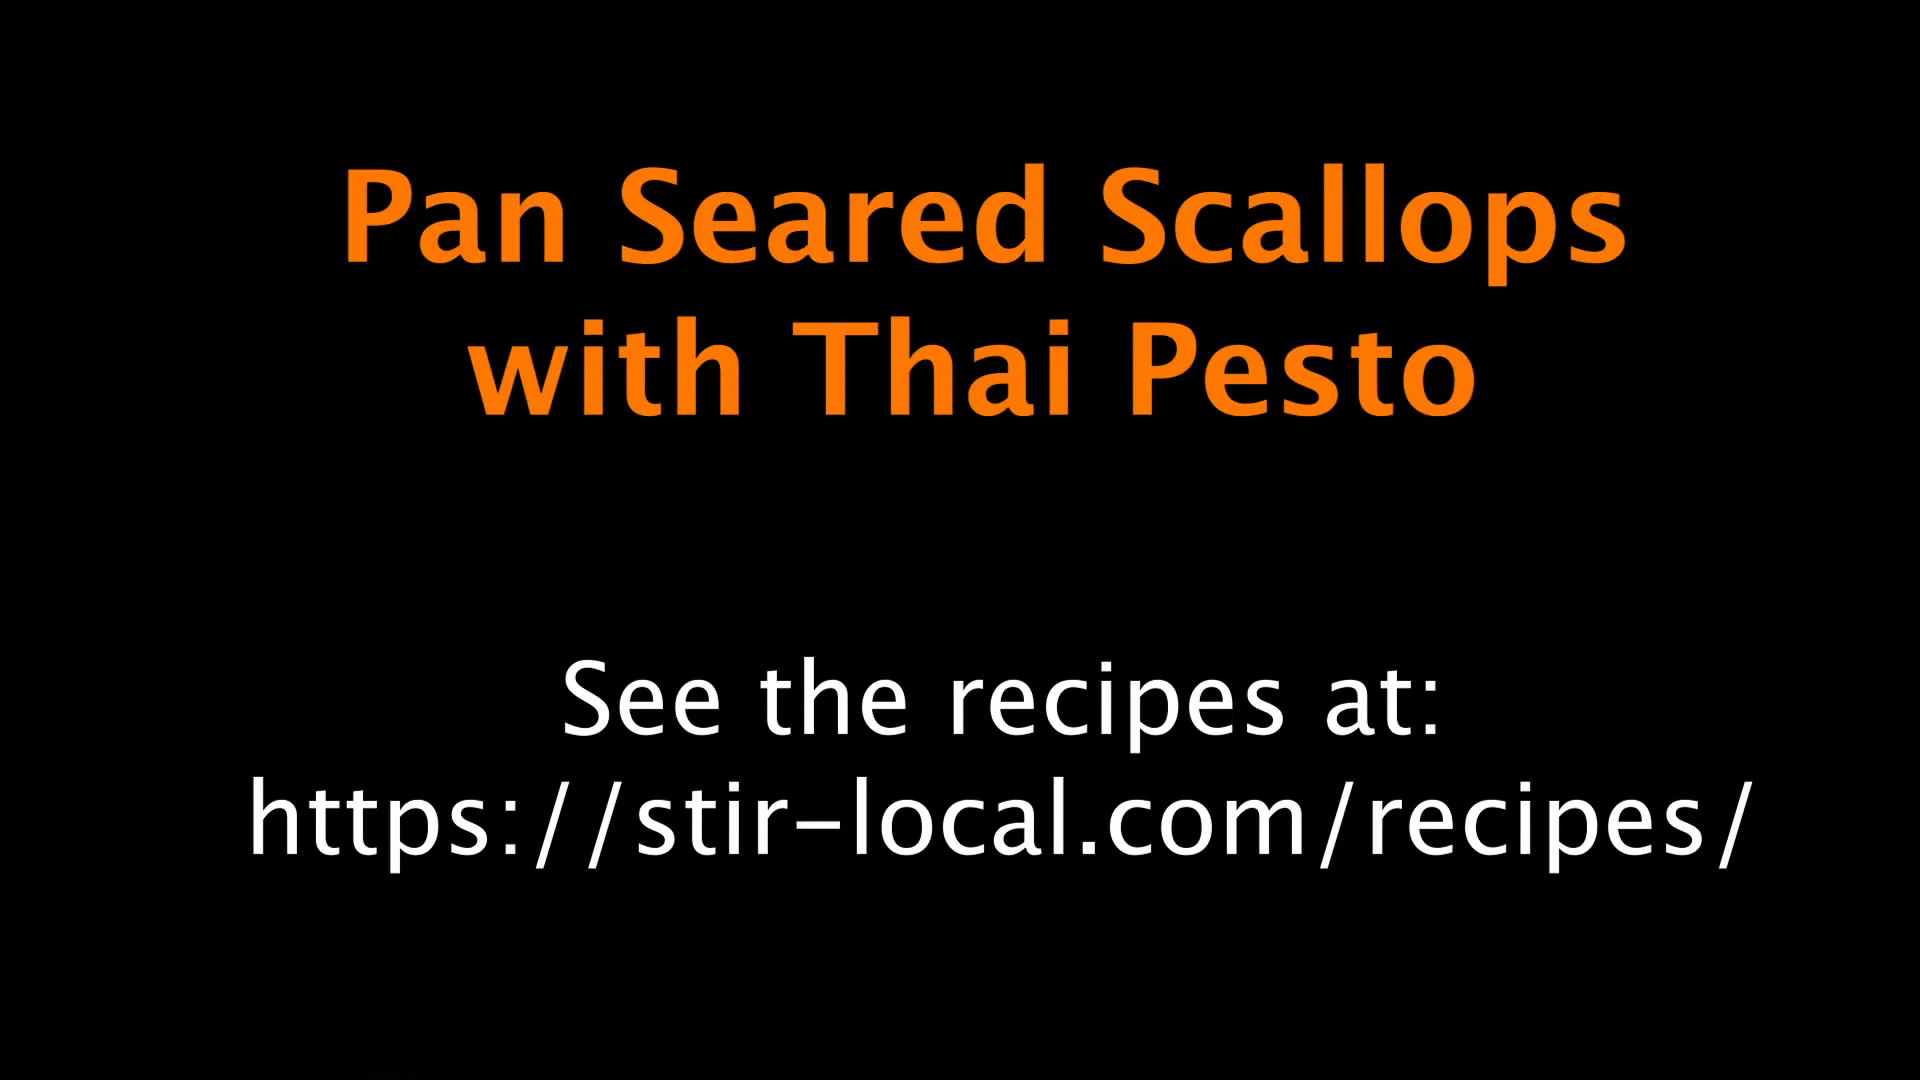 Pan Seared Scallops
with Thai Pesto
See the recipes at:
https://stir-local.com/recipes/